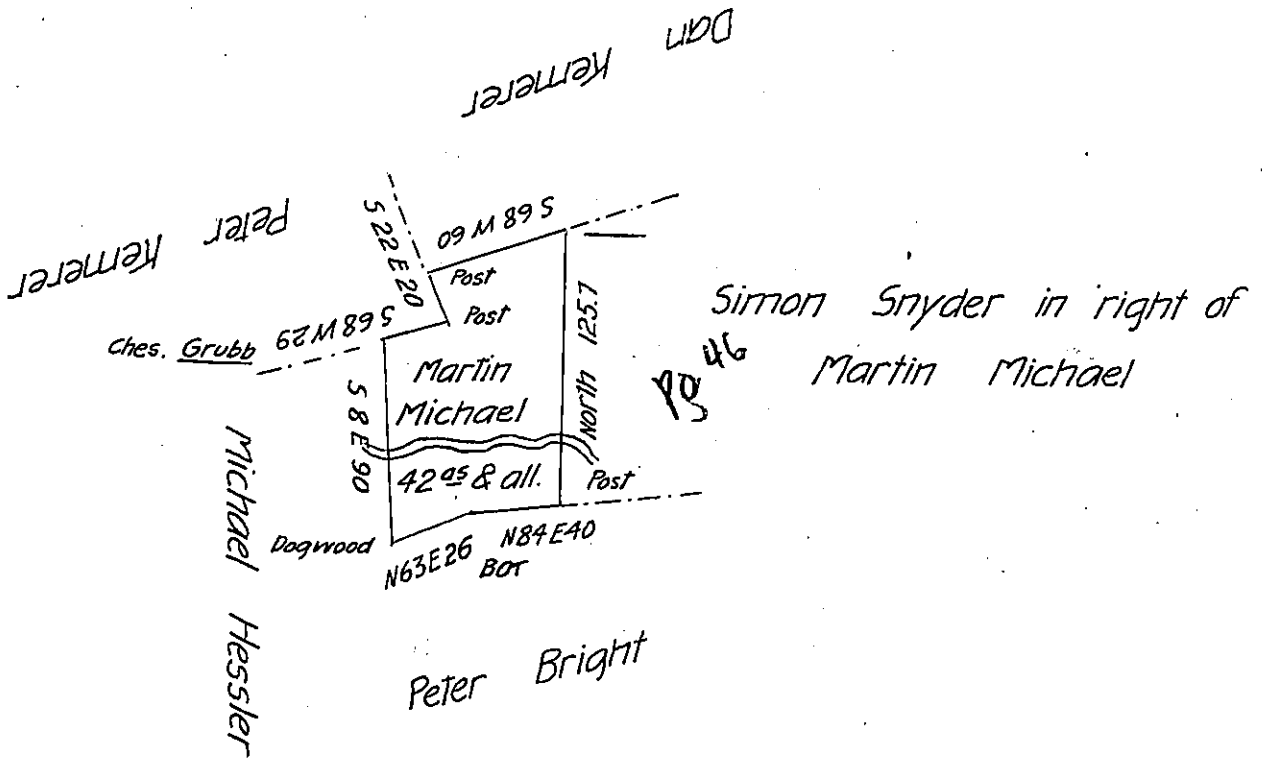 Dan Kemerer
Peter Kemerer
S 22 E 20
S 68 W 60
Post
Post
S 68 W 29
Ches. Grubb
North 125.7
Simon Snyder in right of
Martin Michael
pg 46
Martin
Michael
S 8 E 90
42 as & all.
Post
Dogwood
N63E26
N84E40
BOT
Michael Hessler
Peter Bright